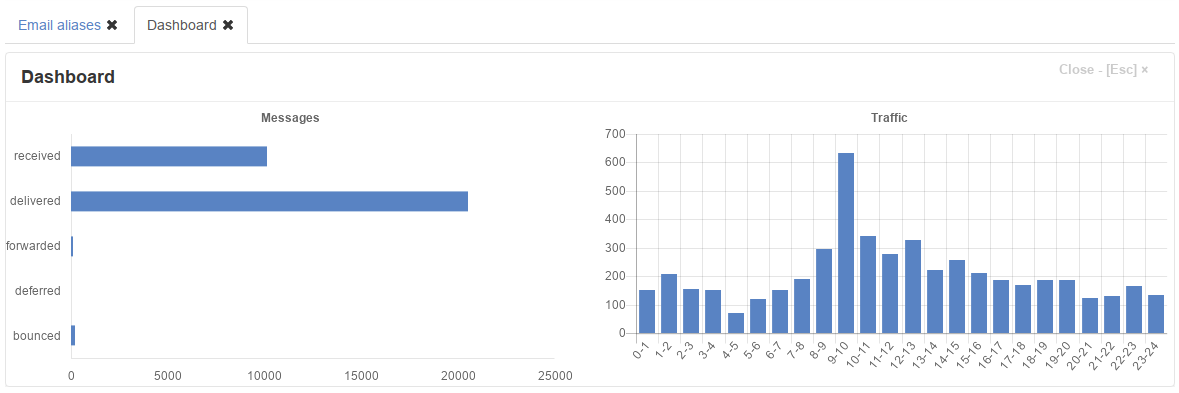 Email aliases ✖ Dashboard ✖
Dashboard
Close - [Esc] ×
Messages
received
delivered
forwarded
deferred
bounced
0 5000 10000 15000 20000 25000
Traffic
700
600
500
400
300
200
100
0
0-1 1-2 2-3 3-4 4-5 5-6 6-7 7-8 8-9 9-10 10-11 11-12 12-13 13-14 14-15 15-16 16-17 17-18 18-19 19-20 20-21 21-22 22-23 23-24